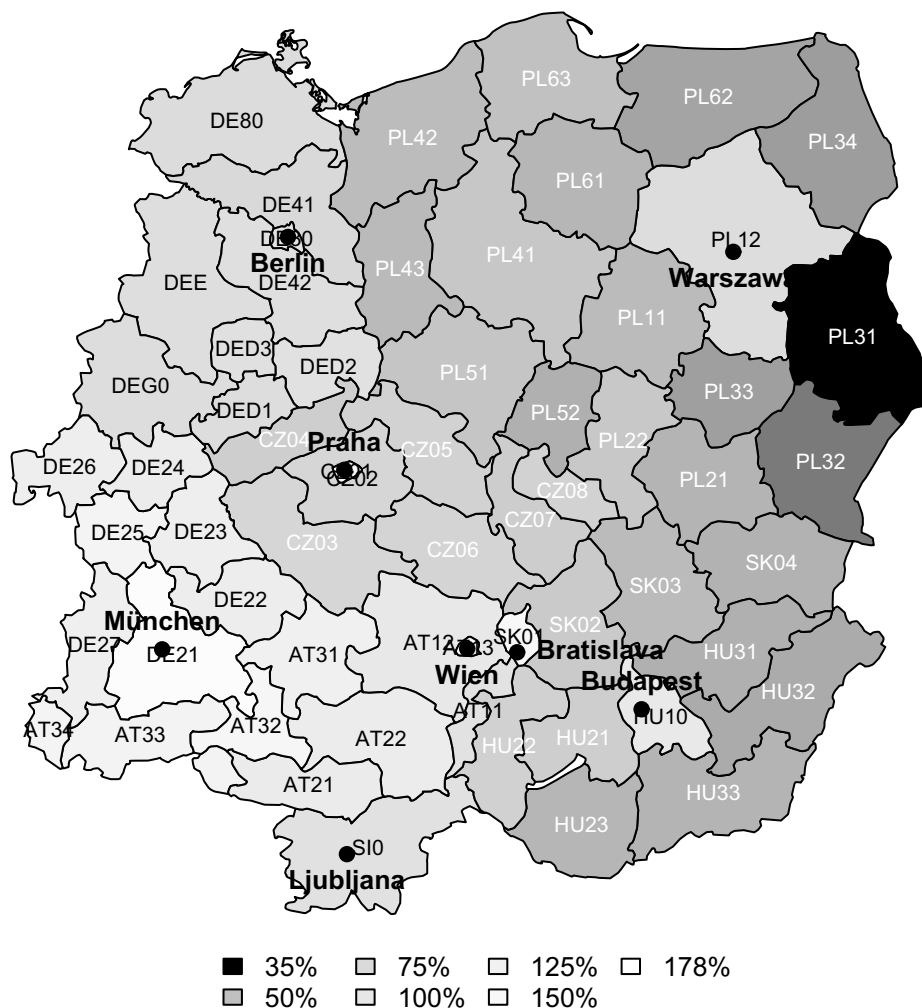 PL63
PL62
DE80
PL42
PL34
PL61
DE41
PL12
Berlin
PL43
PL41
Warszawa
DEE
DE42
PL11
PL31
DED3
DED2
PL51
DEG0
PL33
DED1
PL52
CZ04
Praha
CZ05
PL22
PL32
DE26
DE24
CZ02
CZ08
PL21
DE25
DE23
CZ07
CZ03
CZ06
SK04
SK03
DE22
München
SK02
DE27
AT12
SK01
DE21
AT31
Bratislava
HU31
Wien
Budapest
HU32
AT11
HU10
AT34
AT33
AT32
AT22
HU22
HU21
AT21
HU33
HU23
SI0
Ljubljana
35% 75% 125% 178%
50% 100% 150%